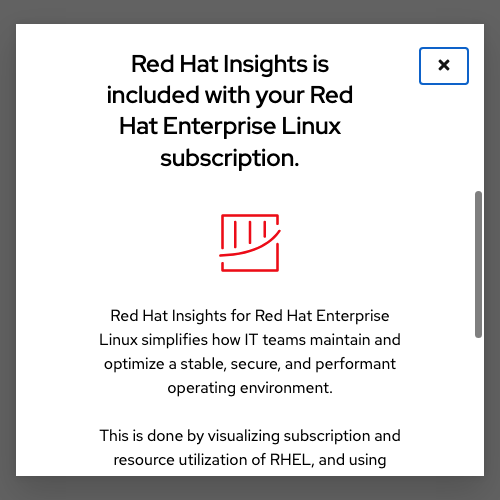 Red Hat Insights is
included with your Red
Hat Enterprise Linux
subscription.
Red Hat Insights for Red Hat Enterprise
Linux simplifies how IT teams maintain and
optimize a stable, secure, and performant
operating environment.
This is done by visualizing subscription and
resource utilization of RHEL, and using